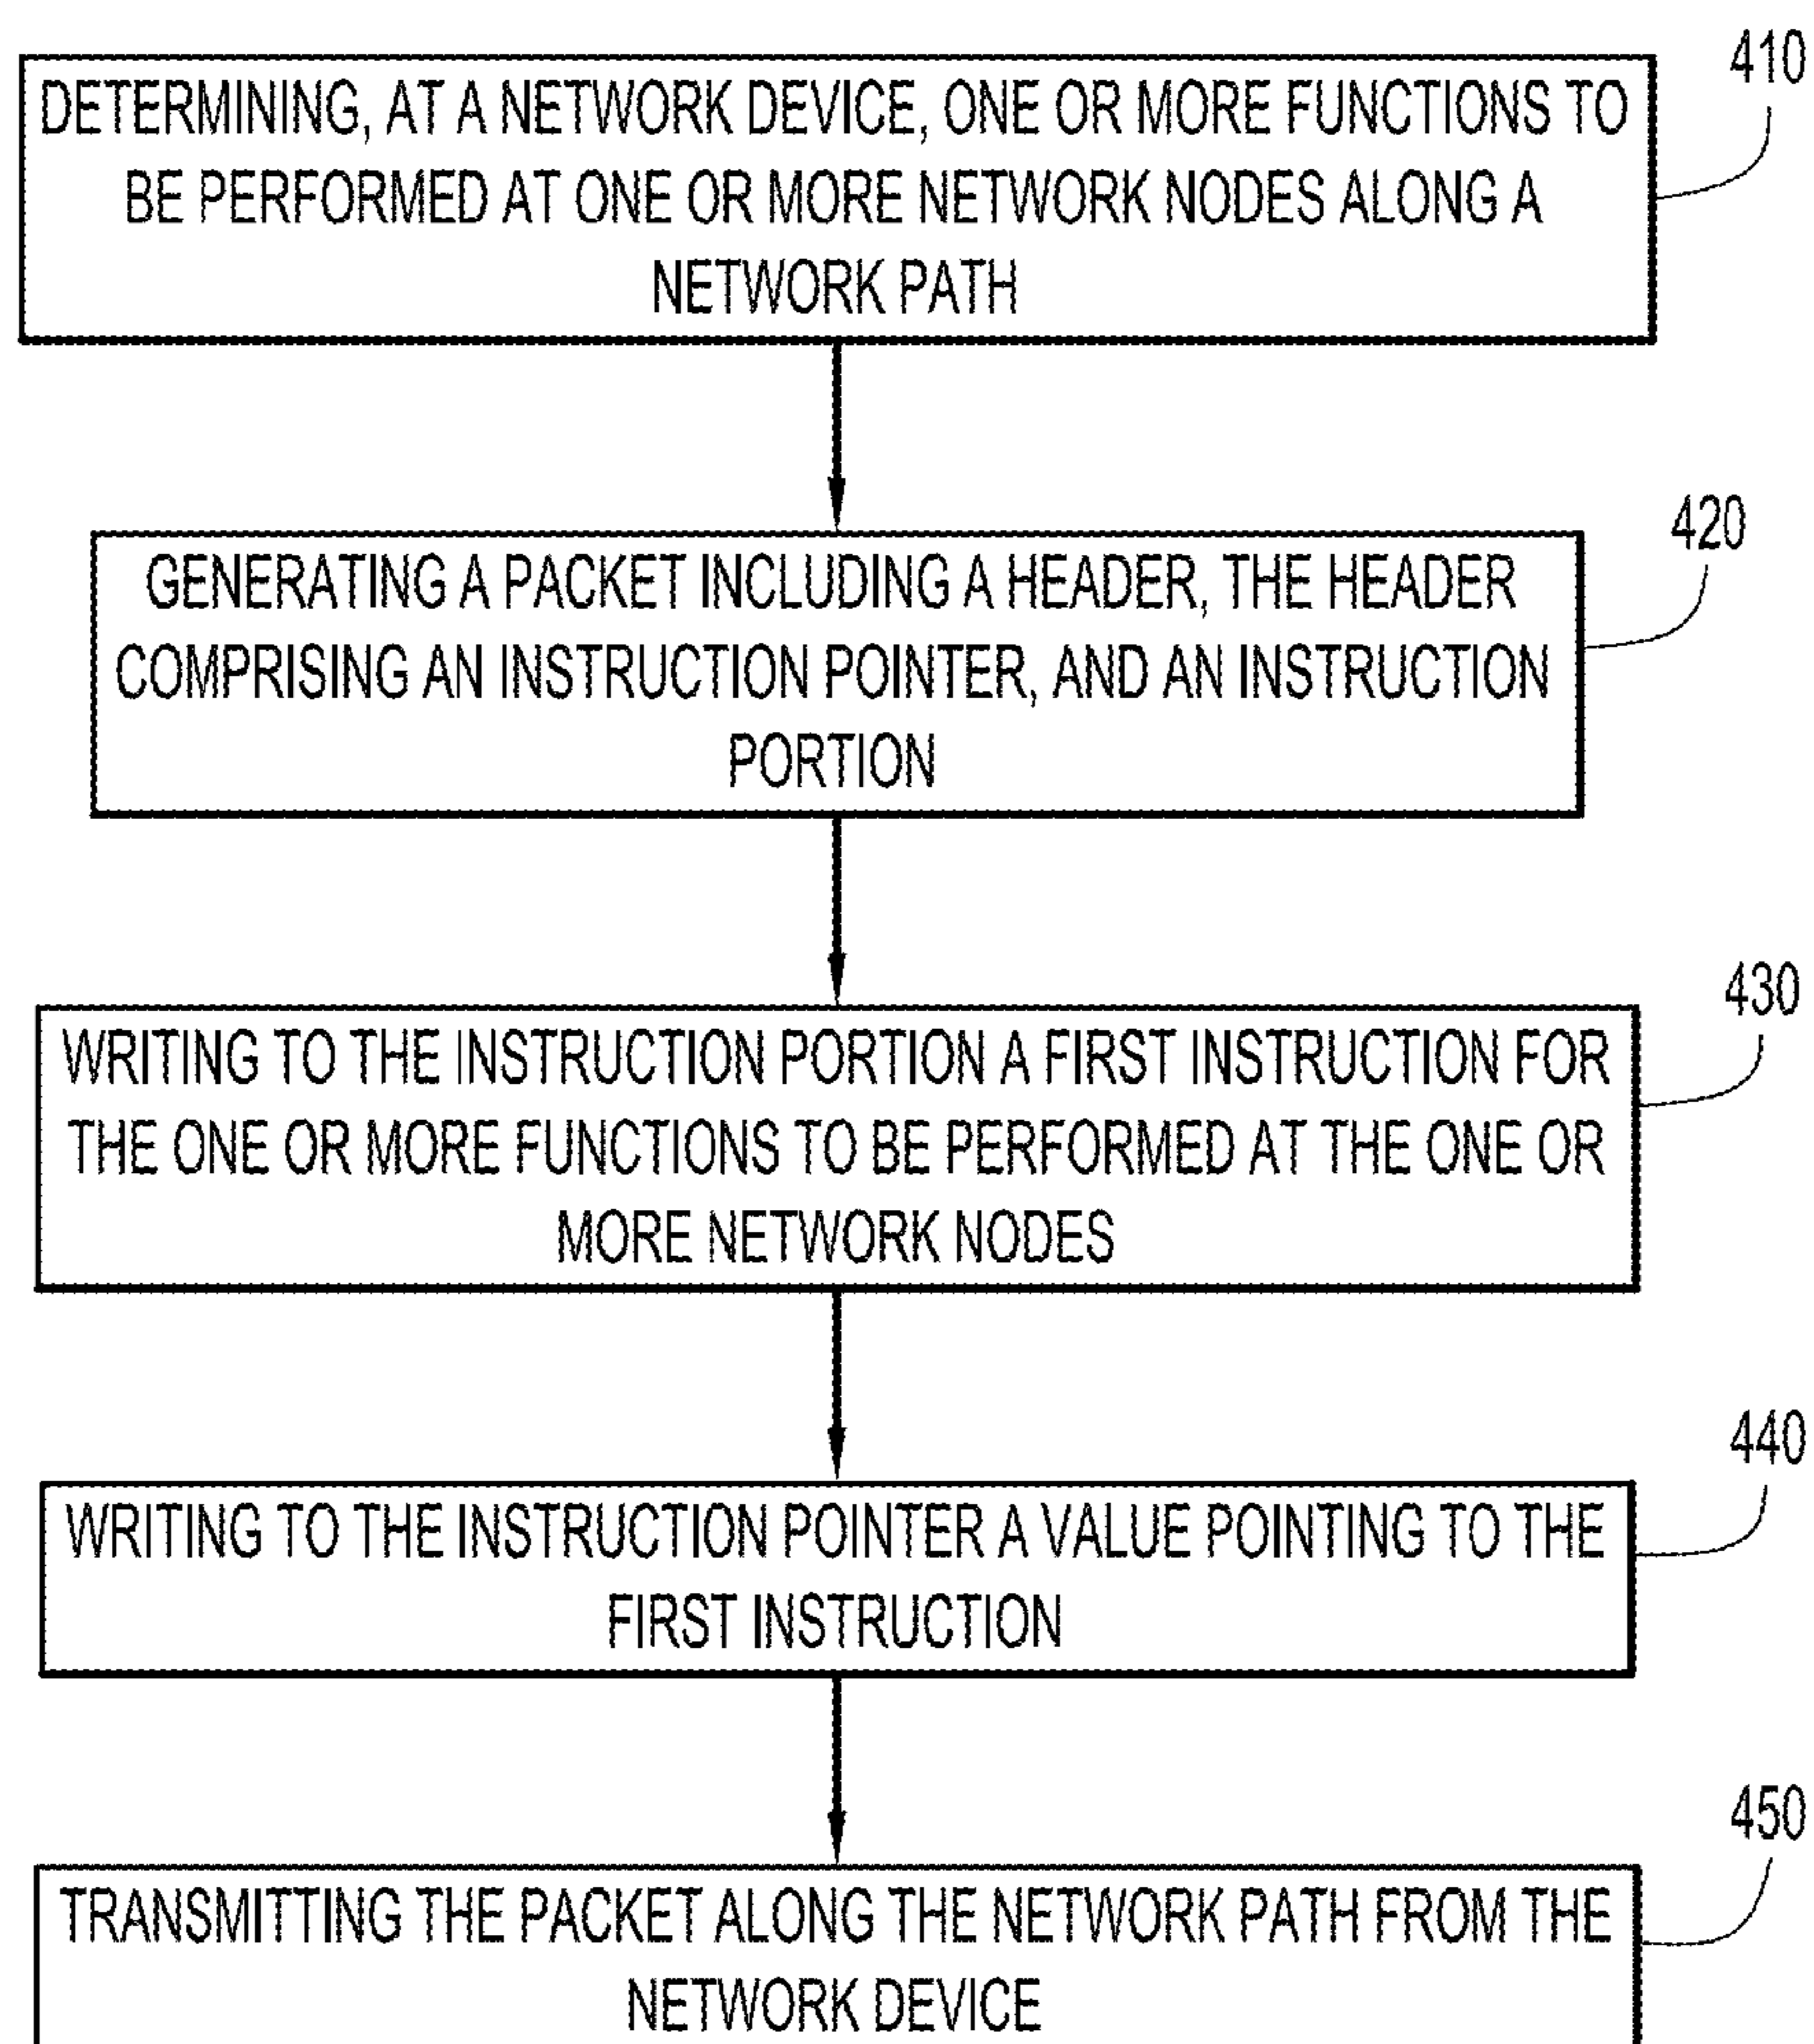 410
DETERMINING, AT A NETWORK DEVICE, ONE OR MORE FUNCTIONS TO
BE PERFORMED AT ONE OR MORE NETWORK NODES ALONG A
NETWORK PATH
420
GENERATING A PACKET INCLUDING A HEADER, THE HEADER
COMPRISING AN INSTRUCTION POINTER, AND AN INSTRUCTION
PORTION
430
WRITING TO THE INSTRUCTION PORTION A FIRST INSTRUCTION FOR
THE ONE OR MORE FUNCTIONS TO BE PERFORMED AT THE ONE OR
MORE NETWORK NODES
440
WRITING TO THE INSTRUCTION POINTER A VALUE POINTING TO THE
FIRST INSTRUCTION
450
TRANSMITTING THE PACKET ALONG THE NETWORK PATH FROM THE
NETWORK DEVICE